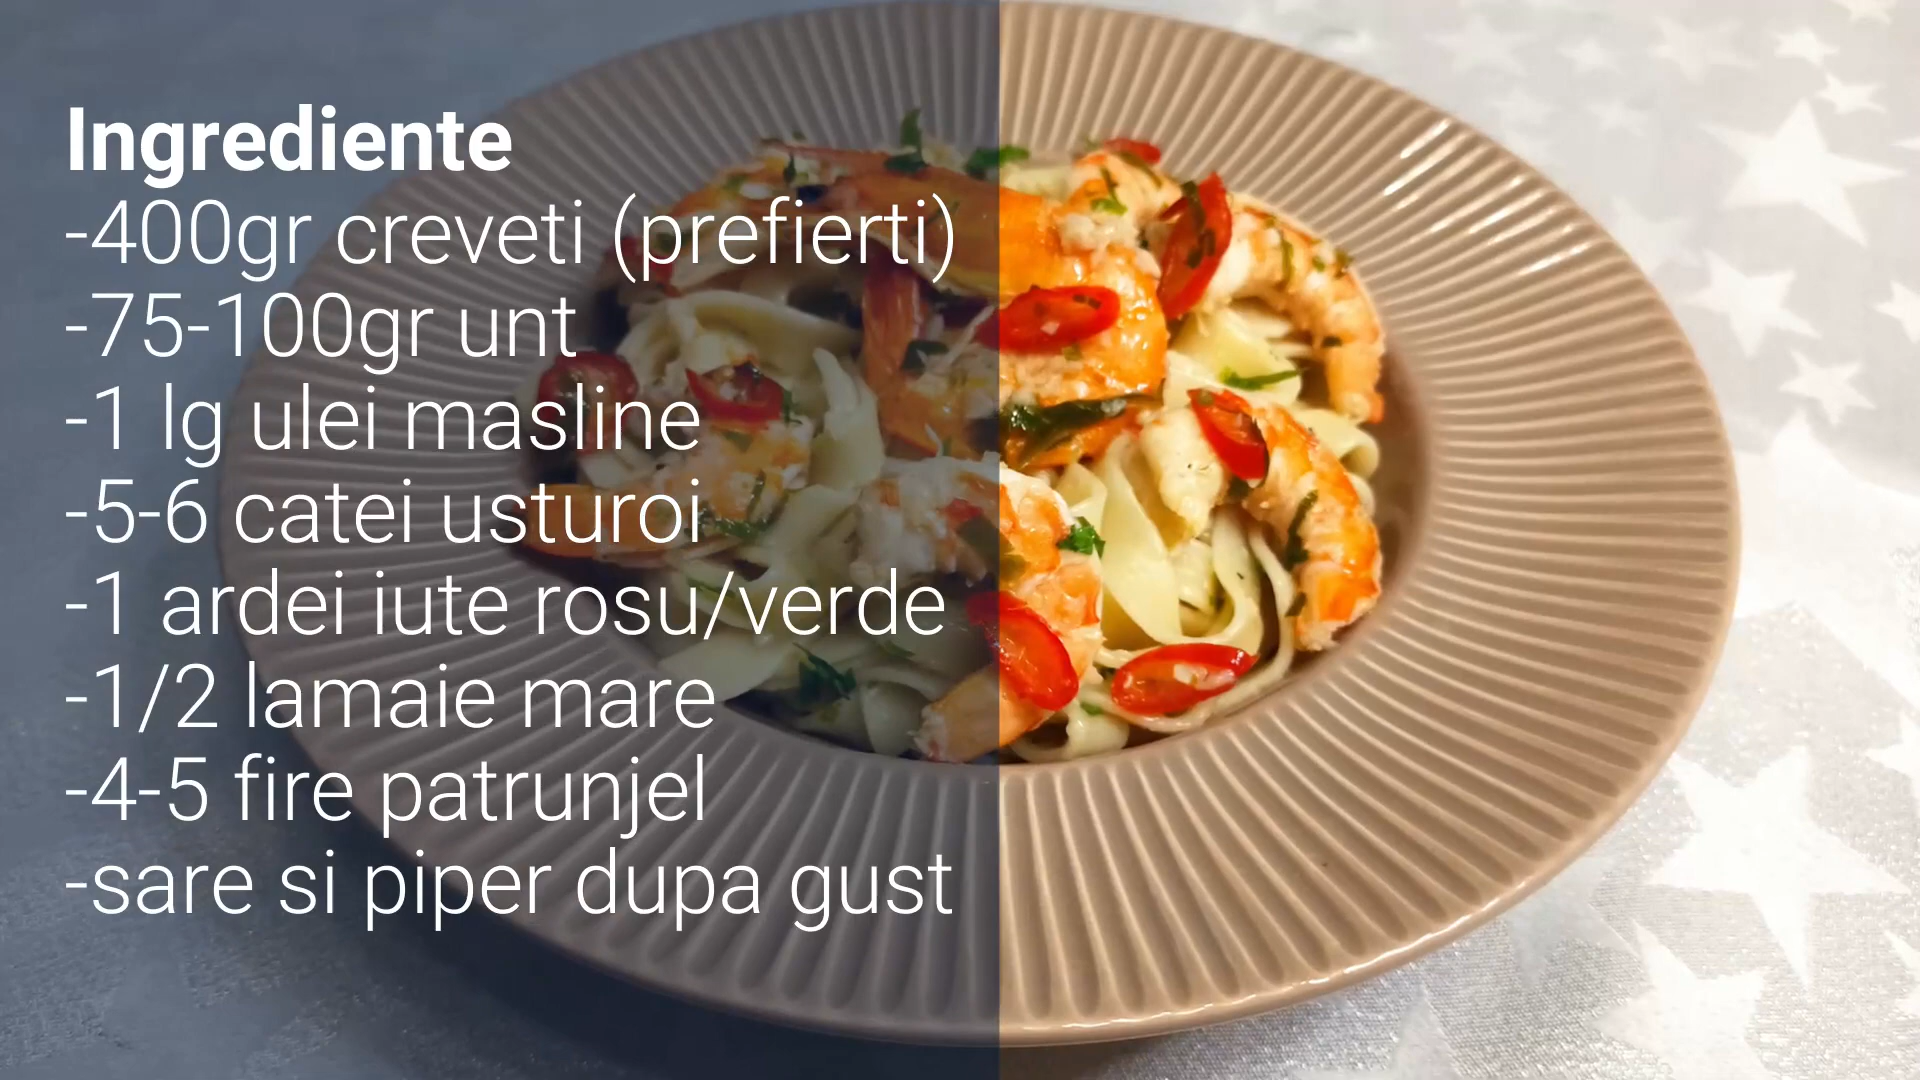 Ingrediente
-400gr creveti (prefierti)
-75-100gr unt
-1 lg ulei masline
-5-6 catei usturoi
-1 ardei iute rosu/verde
-1/2 lamaie mare
-4-5 fire patrunjel
-sare si piper dupa gust